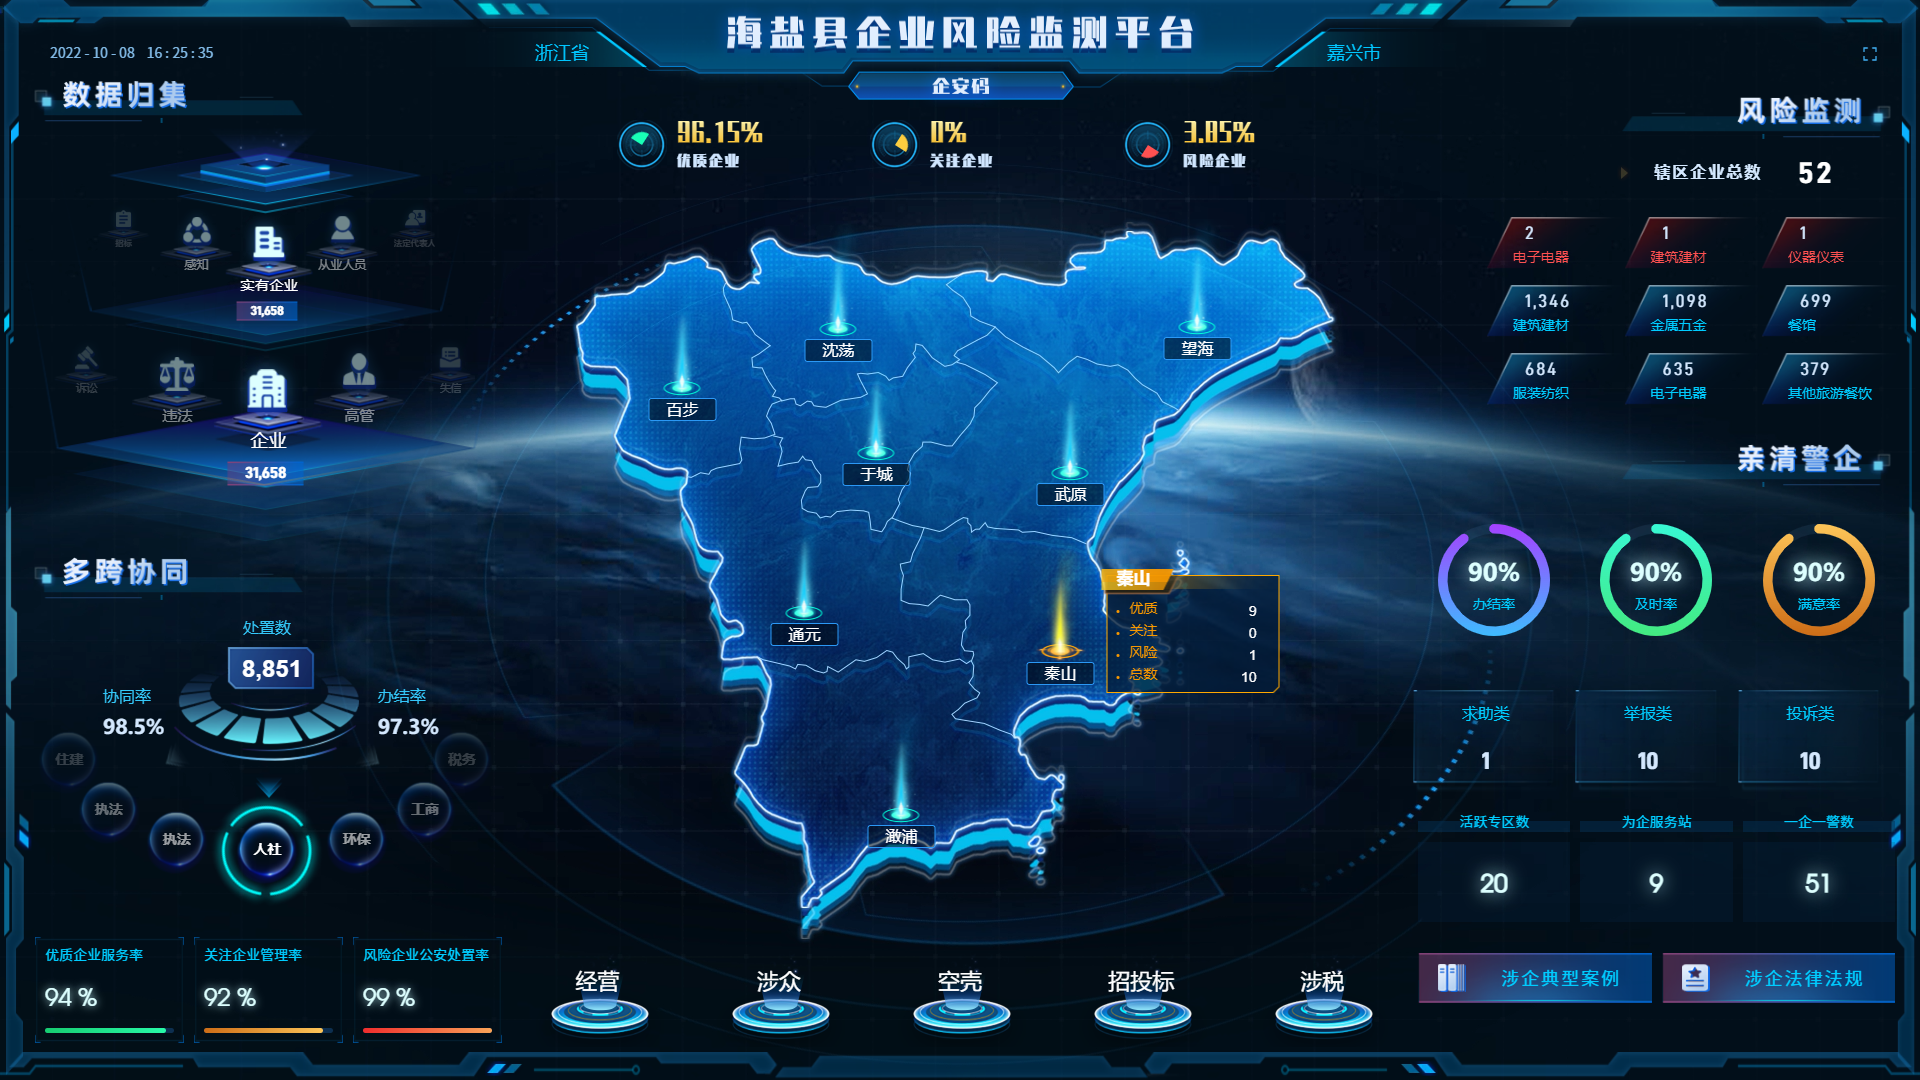 海盐县企业风险监测平台
2022-10-08 16:25:35
浙江省
嘉兴市
企安码
96.15%
优质企业
0%
关注企业
3.85%
风险企业
数据归集
招标
感知
实有企业
31,658
从业人员
法定代表人
诉讼
违法
企业
31,658
高管
失信
多跨协同
处置数
8,851
协同率
98.5%
办结率
97.3%
住建
执法
执法
人社
环保
工商
税务
优质企业服务率
94 %
关注企业管理率
92 %
风险企业公安处置率
99 %
百步
沈荡
望海
于城
武原
通元
秦山
澉浦
秦山
优质 9
关注 0
风险 1
总数 10
经营
涉众
空壳
招投标
涉税
风险监测
辖区企业总数 52
2
电子电器
1
建筑建材
1
仪器仪表
1,346
建筑建材
1,098
金属五金
699
餐馆
684
服装纺织
635
电子电器
379
其他旅游餐饮
亲清警企
90%
办结率
90%
及时率
90%
满意率
求助类
1
举报类
10
投诉类
10
活跃专区数
20
为企服务站
9
一企一警数
51
涉企典型案例
涉企法律法规